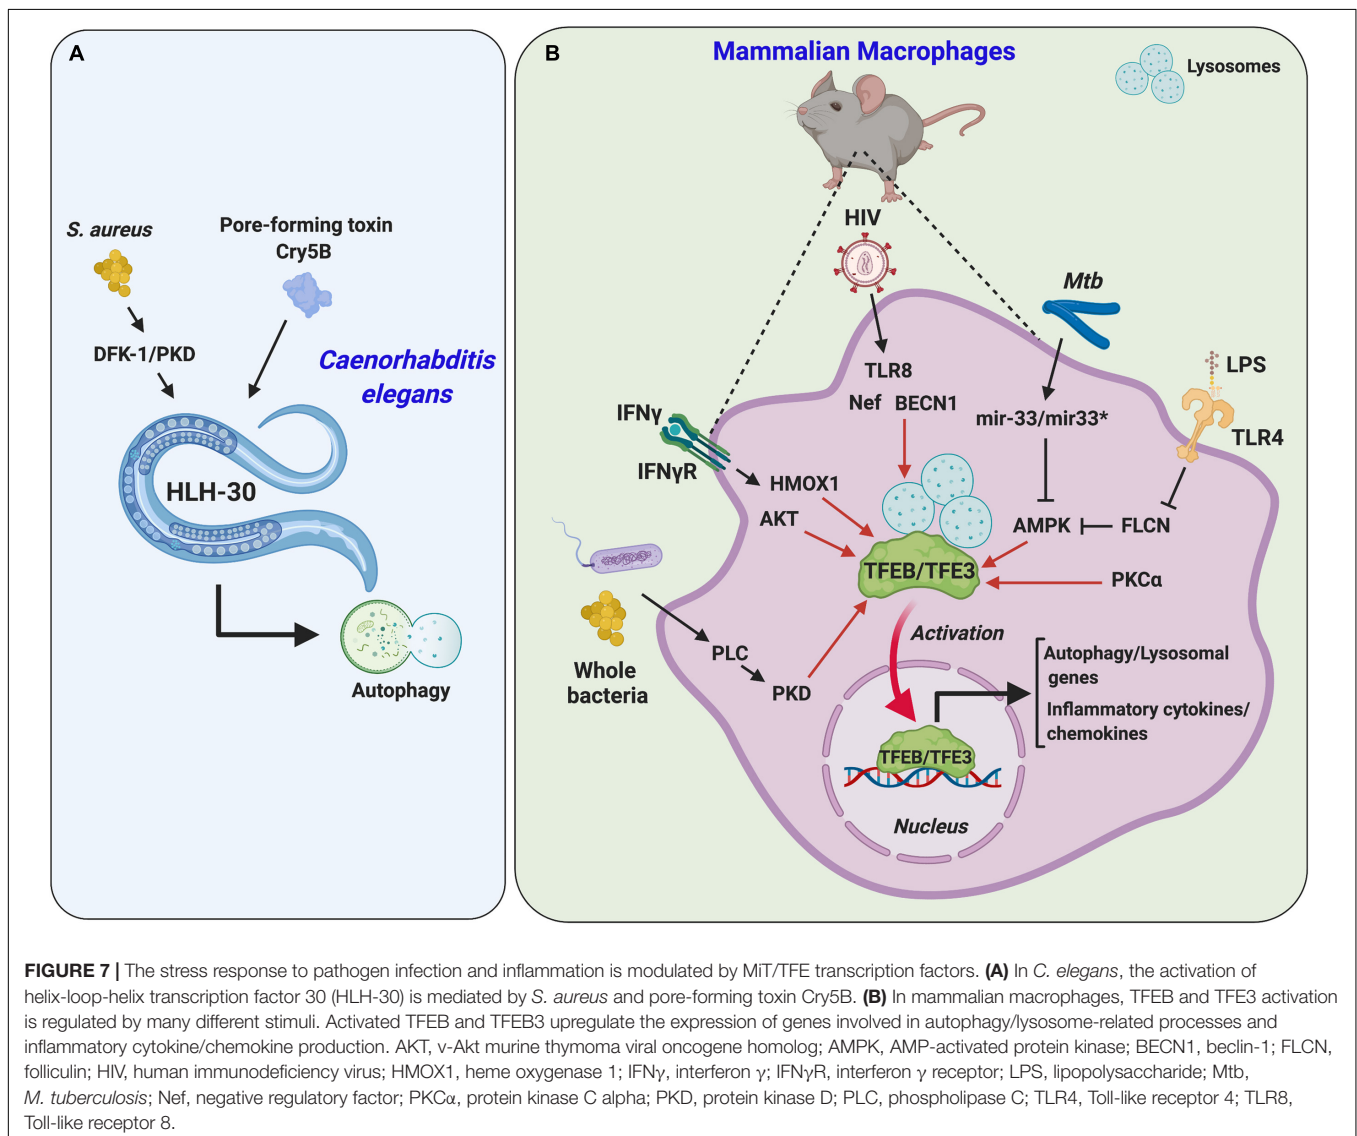 A
S. aureus
Pore-forming toxin
Cry5B
DFK-1/PKD
Caenorhabditis
elegans
HLH-30
Autophagy
B
Mammalian Macrophages
Lysosomes
HIV
Mtb
TLR8
LPS
Nef BECN1
IFNγ
mir-33/mir33*
TLR4
IFNγR
HMOX1
AKT
AMPK
FLCN
TFEB/TFE3
PKCα
Activation
PLC
Whole
bacteria
PKD
Autophagy/Lysosomal
genes
Inflammatory cytokines/
chemokines
TFEB/TFE3
Nucleus
FIGURE 7 | The stress response to pathogen infection and inflammation is modulated by MiT/TFE transcription factors. (A) In C. elegans, the activation of
helix-loop-helix transcription factor 30 (HLH-30) is mediated by S. aureus and pore-forming toxin Cry5B. (B) In mammalian macrophages, TFEB and TFE3 activation
is regulated by many different stimuli. Activated TFEB and TFEB3 upregulate the expression of genes involved in autophagy/lysosome-related processes and
inflammatory cytokine/chemokine production. AKT, v-Akt murine thymoma viral oncogene homolog; AMPK, AMP-activated protein kinase; BECN1, beclin-1; FLCN,
folliculin; HIV, human immunodeficiency virus; HMOX1, heme oxygenase 1; IFNγ, interferon γ; IFNγR, interferon γ receptor; LPS, lipopolysaccharide; Mtb,
M. tuberculosis; Nef, negative regulatory factor; PKCα, protein kinase C alpha; PKD, protein kinase D; PLC, phospholipase C; TLR4, Toll-like receptor 4; TLR8,
Toll-like receptor 8.